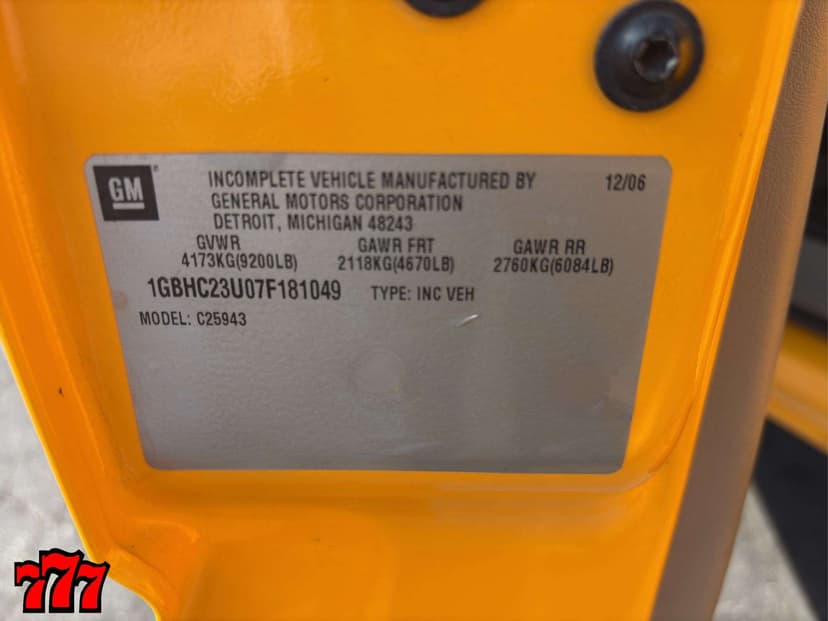 GM
INCOMPLETE VEHICLE MANUFACTURED BY 12/06
GENERAL MOTORS CORPORATION
DETROIT, MICHIGAN 48243
GVWR GAWR FRT GAWR RR
4173KG(9200LB) 2118KG(4670LB) 2760KG(6084LB)
1GBHC23U07F181049 TYPE: INC VEH
MODEL: C25943
777